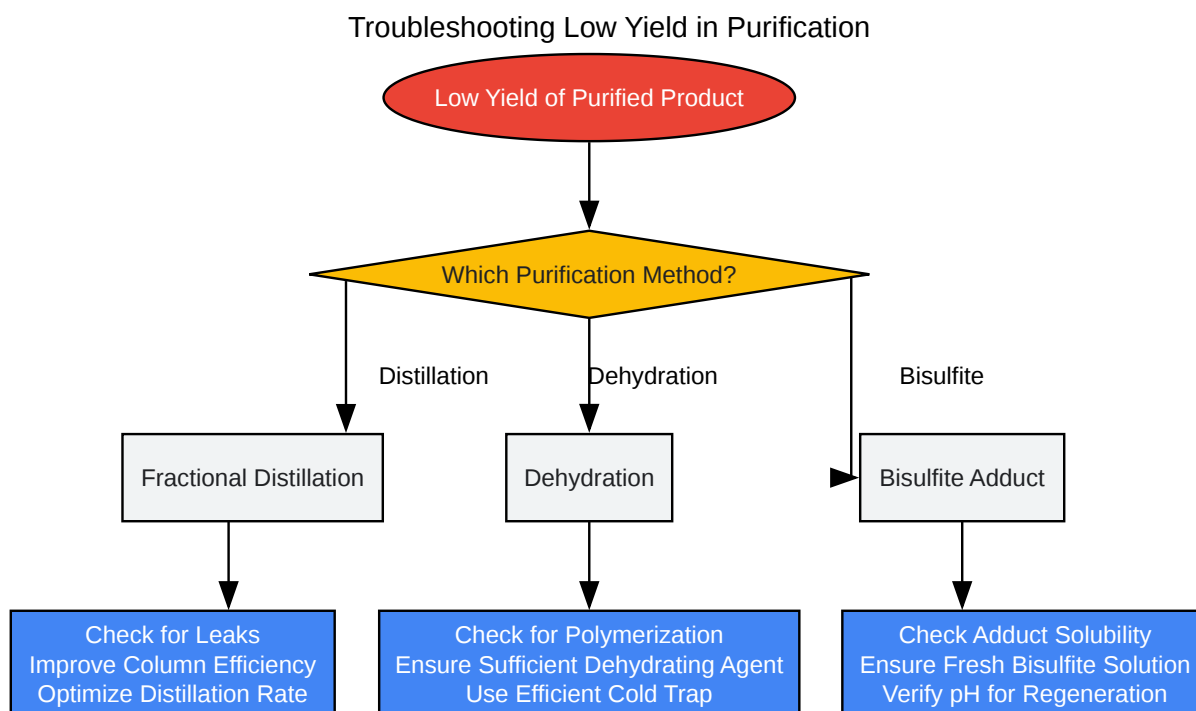 Troubleshooting Low Yield in Purification
Low Yield of Purified Product
Which Purification Method?
Distillation
Dehydration
Bisulfite
Fractional Distillation
Dehydration
Bisulfite Adduct
Check for Leaks
Improve Column Efficiency
Optimize Distillation Rate
Check for Polymerization
Ensure Sufficient Dehydrating Agent
Use Efficient Cold Trap
Check Adduct Solubility
Ensure Fresh Bisulfite Solution
Verify pH for Regeneration